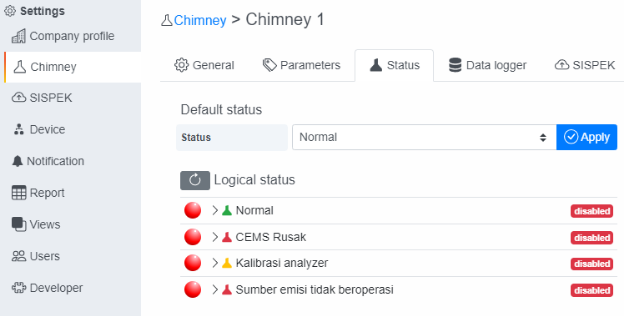 Settings
Company profile
Chimney
SISPEK
Device
Notification
Report
Views
Users
Developer
Chimney > Chimney 1
General
Parameters
Status
Data logger
SISPEK
Default status
Status
Normal
Apply
Logical status
Normal disabled
CEMS Rusak disabled
Kalibrasi analyzer disabled
Sumber emisi tidak beroperasi disabled